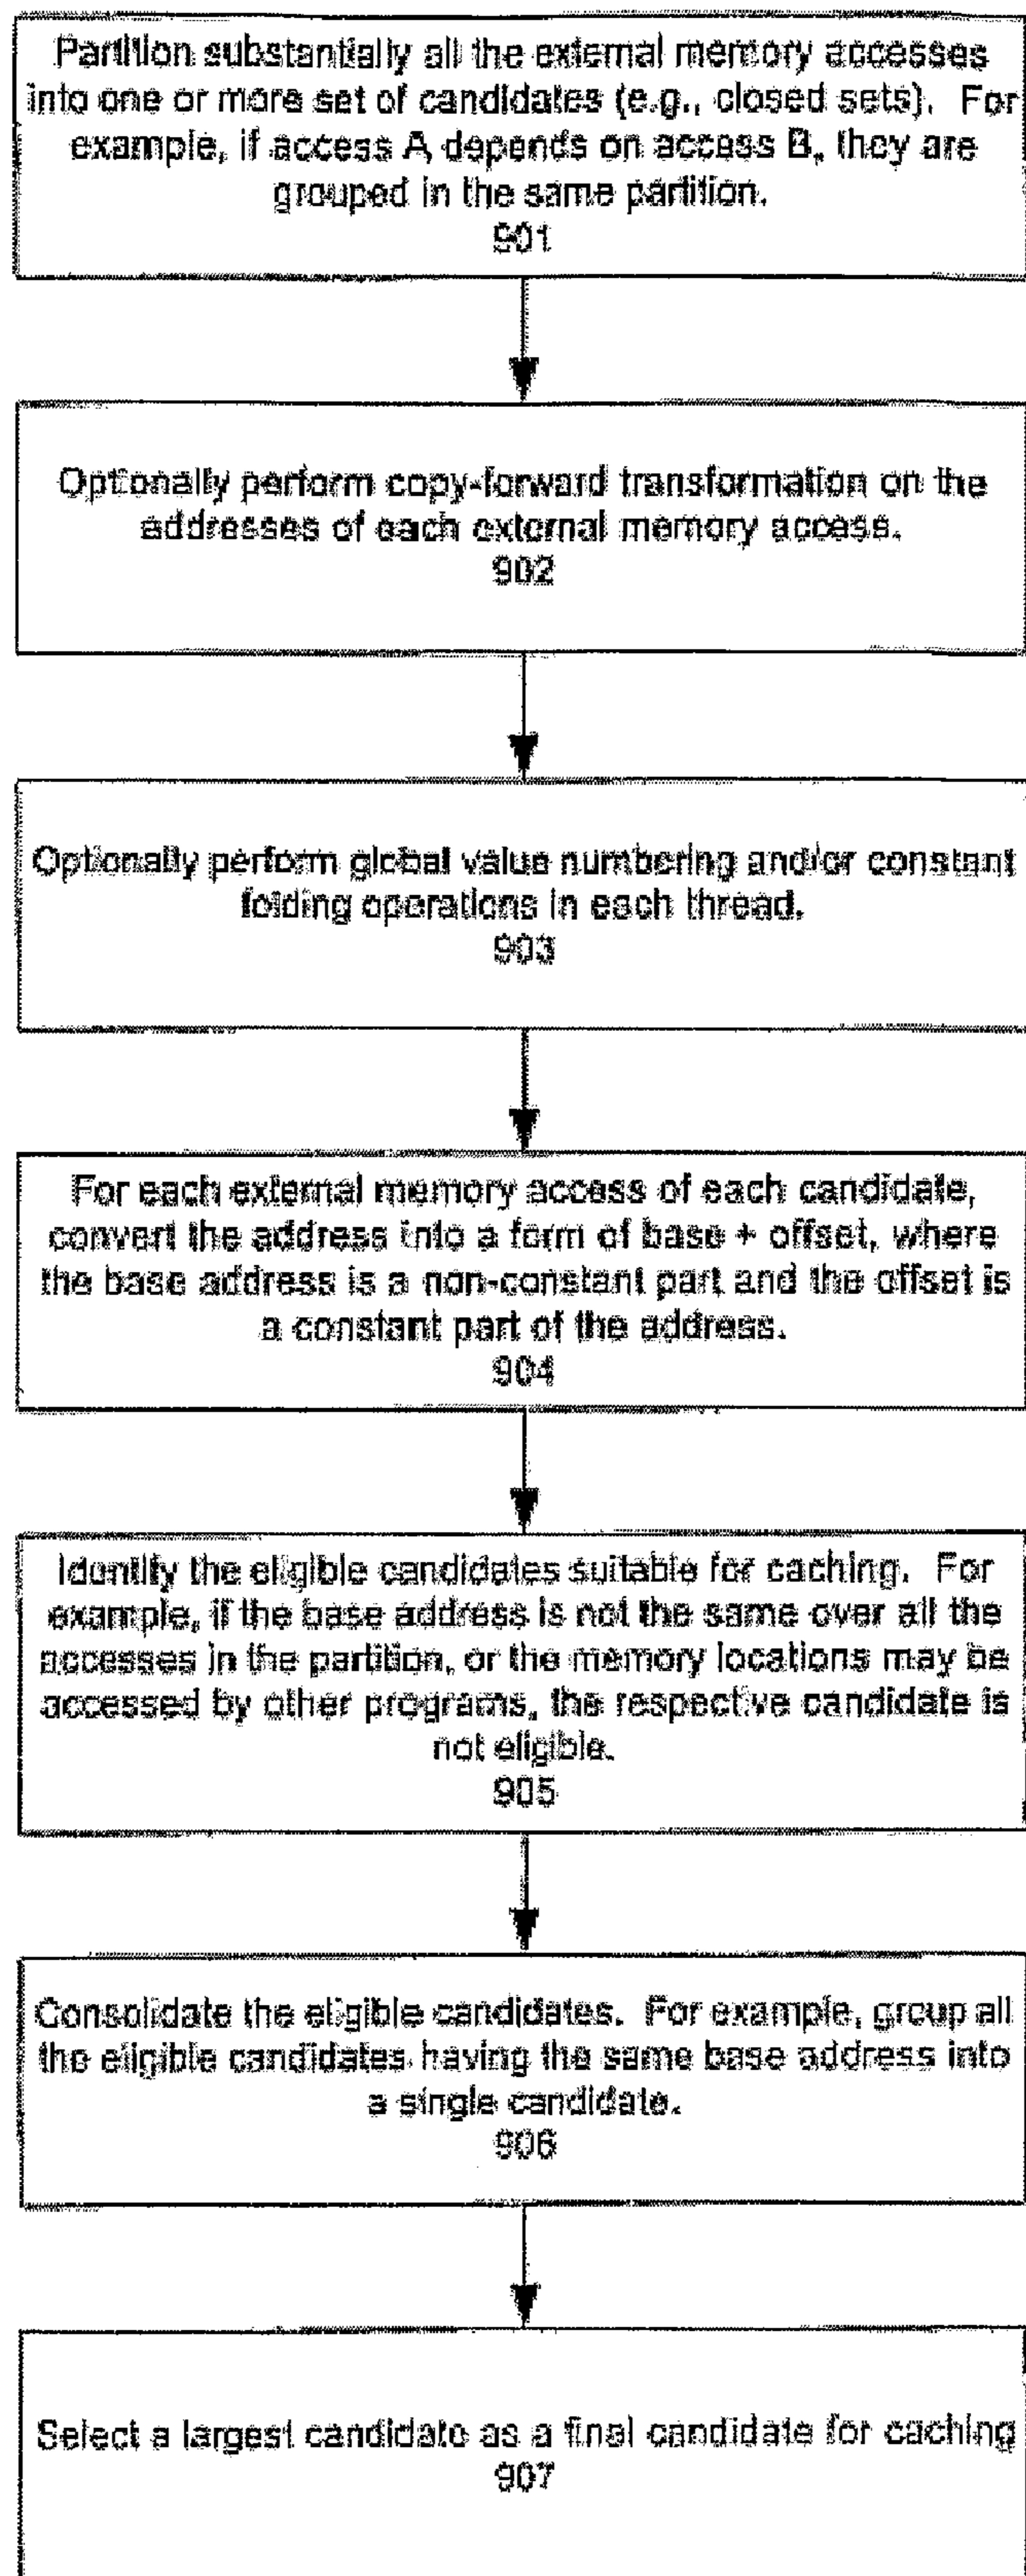 Partition substantially all the external memory accesses
into one or more set of candidates (e.g., closed sets).  For
example, if access A depends on access B, they are
grouped in the same partition.
901
Optionally perform copy-forward transformation on the
addresses of each external memory access.
902
Optionally perform global value numbering and/or constant
folding operations in each thread.
903
For each external memory access of each candidate,
convert the address into a form of base + offset, where
the base address is a non-constant part and the offset is
a constant part of the address.
904
Identify the eligible candidates suitable for caching.  For
example, if the base address is not the same over all the
accesses in the partition, or the memory locations may be
accessed by other programs, the respective candidate is
not eligible.
905
Consolidate the eligible candidates.  For example, group all
the eligible candidates having the same base address into
a single candidate.
906
Select a largest candidate as a final candidate for caching
907